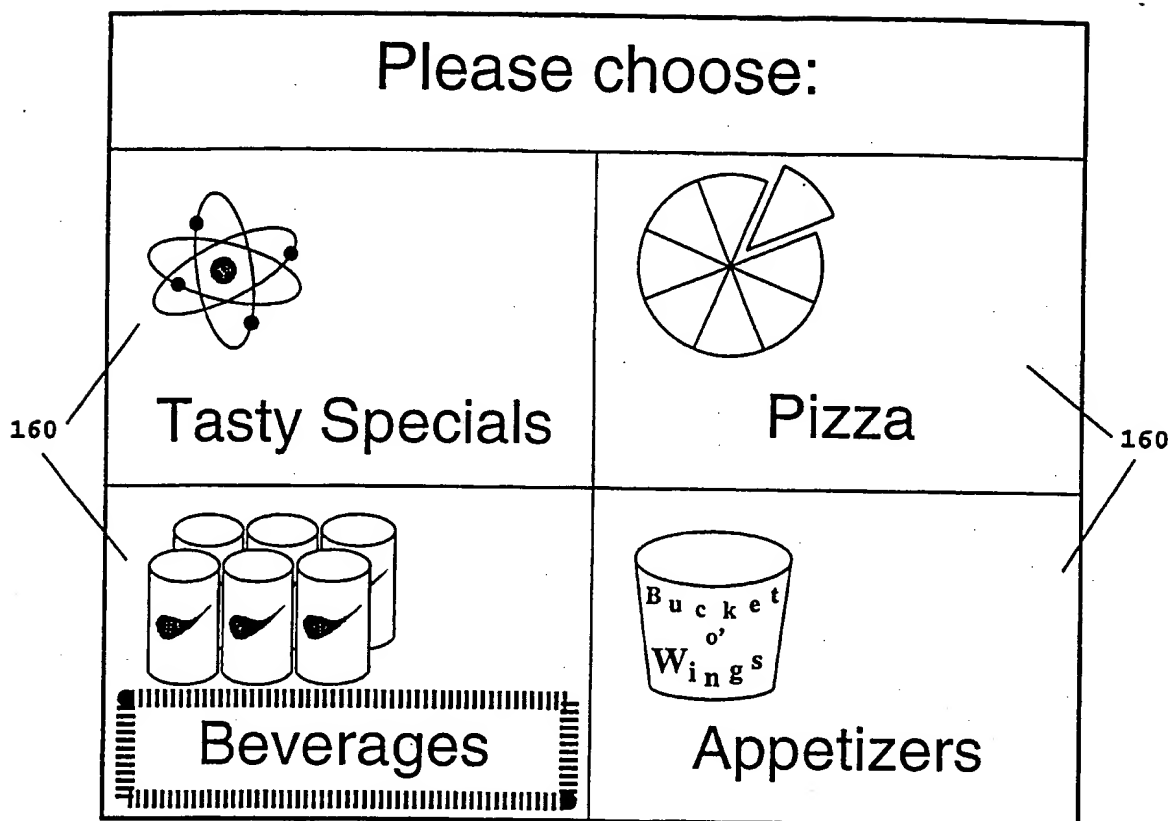 Please choose:
Tasty Specials
Pizza
160
160
Bucket
o'
Wings
Beverages
Appetizers